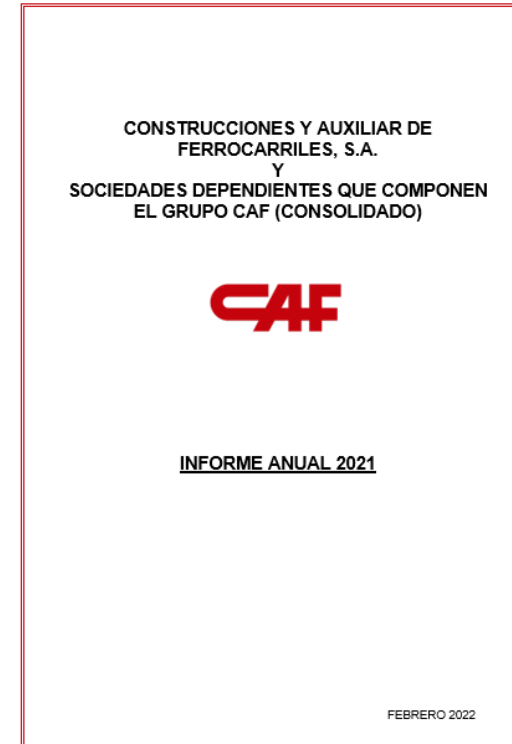 CONSTRUCCIONES Y AUXILIAR DE
FERROCARRILES, S.A.
Y
SOCIEDADES DEPENDIENTES QUE COMPONEN
EL GRUPO CAF (CONSOLIDADO)
CAF
INFORME ANUAL 2021
FEBRERO 2022